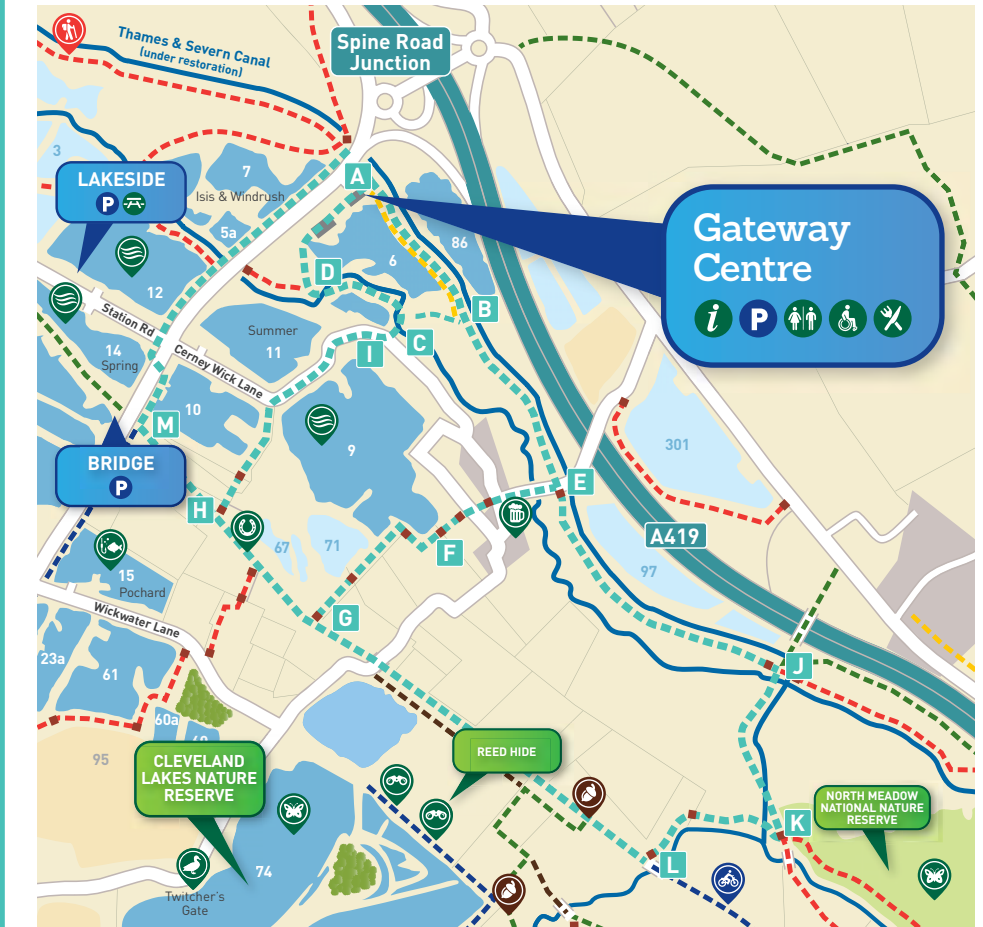 Thames & Severn Canal
(under restoration)
Spine Road
Junction
3
LAKESIDE
P
7
Isis & Windrush
5a
A
86
6
Gateway
Centre
i P
12
D
B
Station Rd
Summer
11
14
Spring
I
C
Cerney Wick Lane
10
M
9
301
BRIDGE
P
H
E
67
71
F
A419
97
15
Pochard
Wickwater Lane
G
23a
61
J
60a
95
CLEVELAND
LAKES NATURE
RESERVE
REED HIDE
NORTH MEADOW
NATIONAL NATURE
RESERVE
K
L
74
Twitcher's
Gate